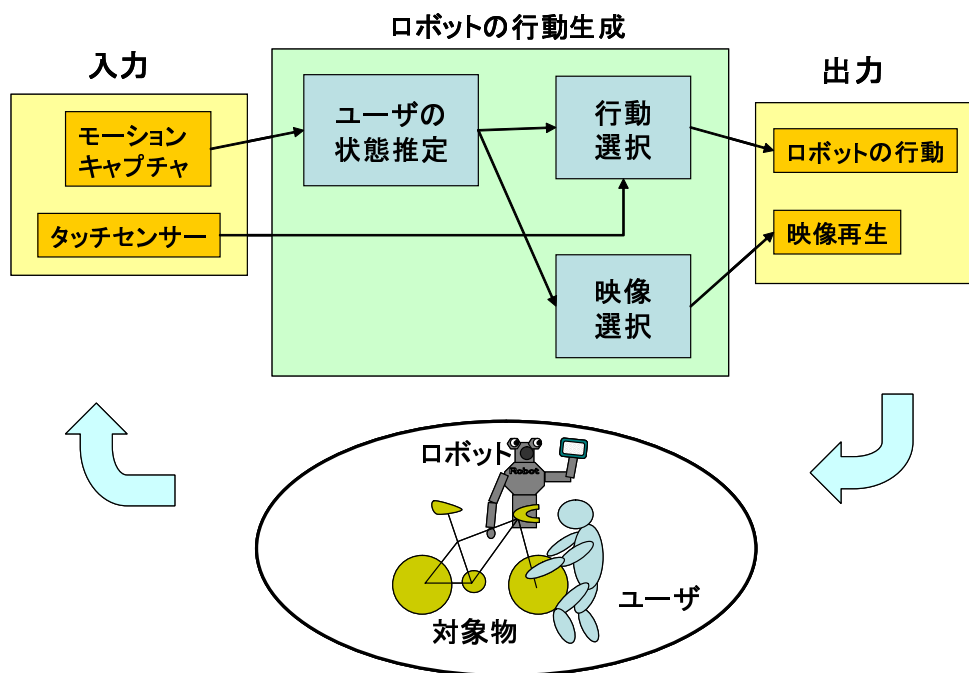 ロボットの行動生成
入力
出力
モーション
キャプチャ
タッチセンサー
ユーザの
状態推定
行動
選択
映像
選択
ロボットの行動
映像再生
ロボット
Robot
ユーザ
対象物